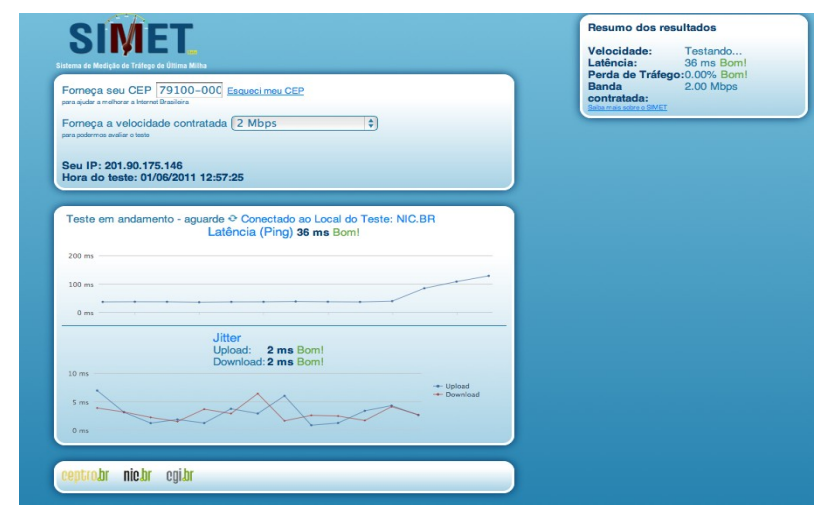 SIMET
Sistema de Medição de Tráfego de Última Milha
Forneça seu CEP 79100-000 Esqueci meu CEP
para ajudar a melhorar a Internet Brasileira
Forneça a velocidade contratada 2 Mbps
para podermos avaliar o teste
Seu IP: 201.90.175.146
Hora do teste: 01/06/2011 12:57:25
Teste em andamento - aguarde Conectado ao Local do Teste: NIC.BR
Latência (Ping) 36 ms Bom!
200 ms
100 ms
0 ms
Jitter
Upload: 2 ms Bom!
Download: 2 ms Bom!
10 ms
5 ms
0 ms
Upload
Download
ceptro.br nic.br cgi.br
Resumo dos resultados
Velocidade: Testando...
Latência: 36 ms Bom!
Perda de Tráfego: 0.00% Bom!
Banda contratada: 2.00 Mbps
Saiba mais sobre o SIMET